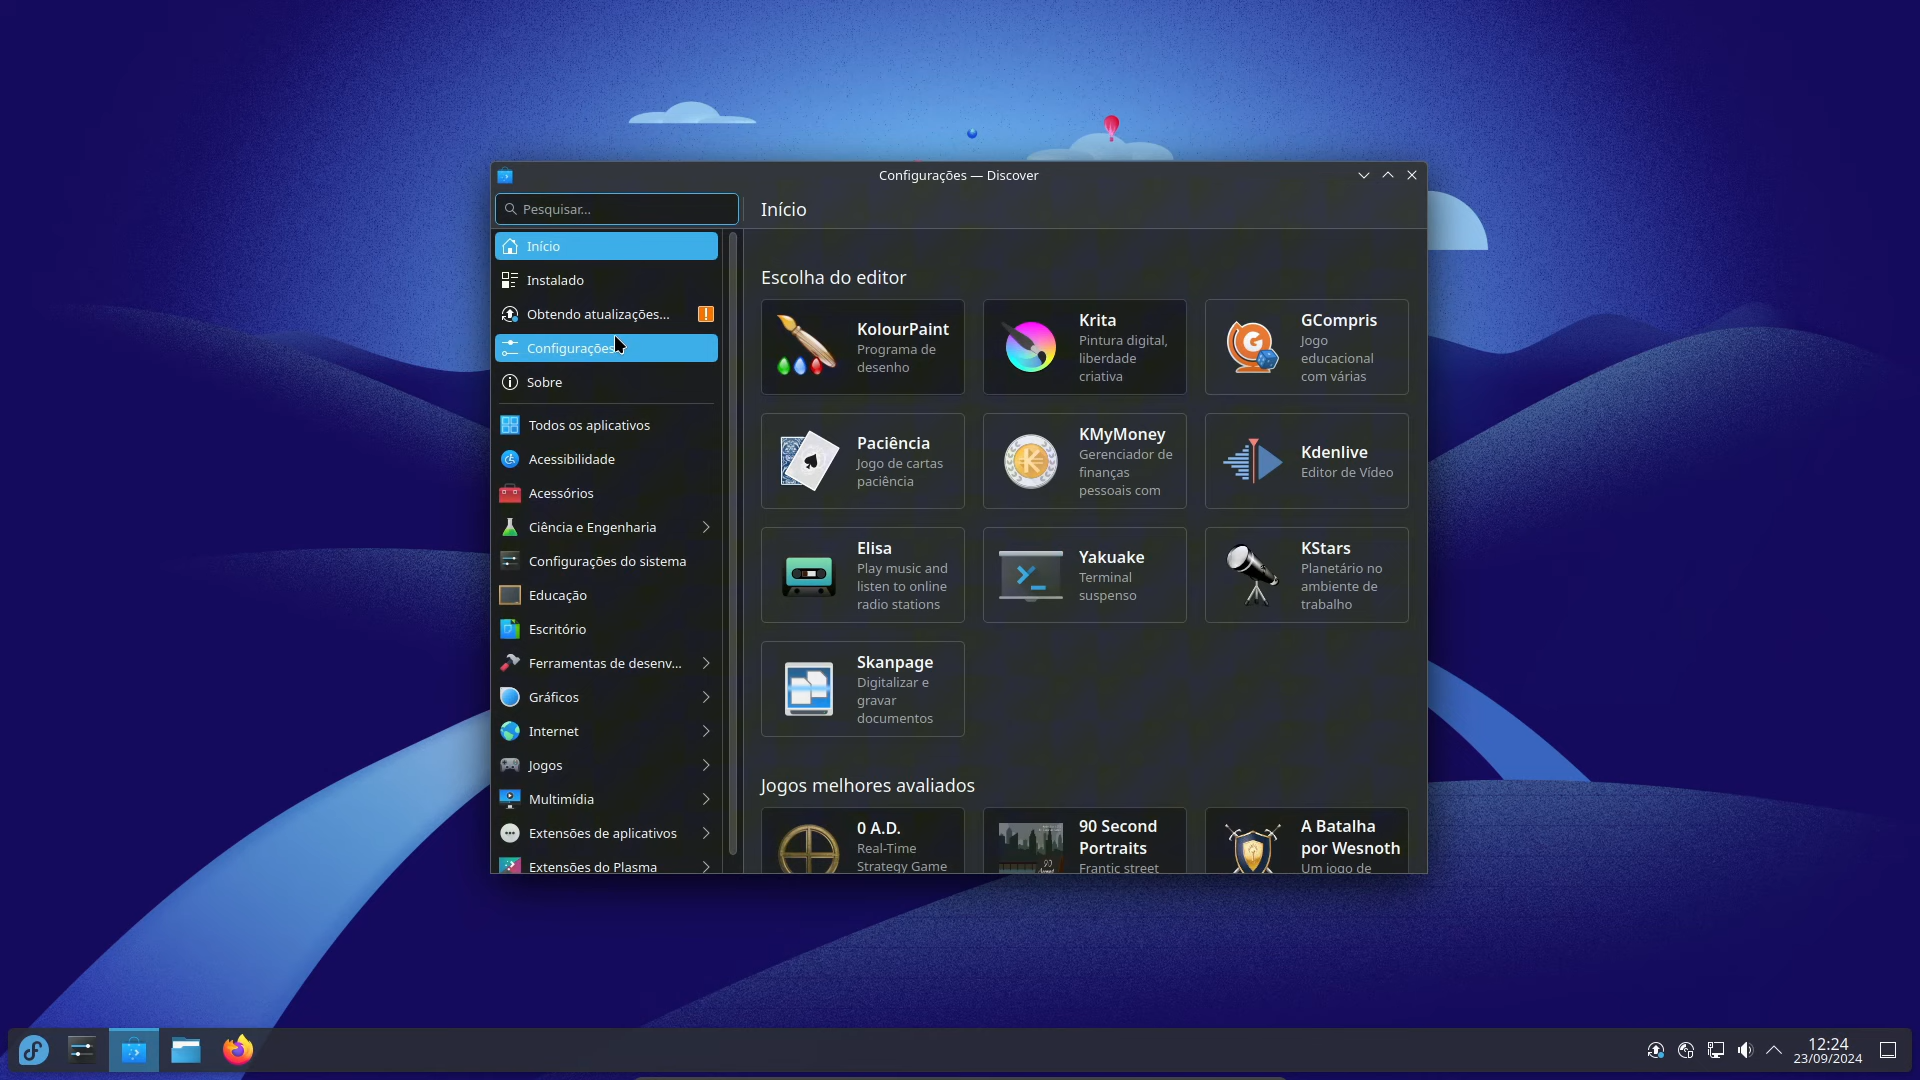 Configurações — Discover
Pesquisar...
Início
Início
Instalado
Obtendo atualizações...
Configurações
Sobre
Todos os aplicativos
Acessibilidade
Acessórios
Ciência e Engenharia
Configurações do sistema
Educação
Escritório
Ferramentas de desenv...
Gráficos
Internet
Jogos
Multimídia
Extensões de aplicativos
Extensões do Plasma
Escolha do editor
KolourPaint
Programa de
desenho
Krita
Pintura digital,
liberdade
criativa
GCompris
Jogo
educacional
com várias
Paciência
Jogo de cartas
paciência
KMyMoney
Gerenciador de
finanças
pessoais com
Kdenlive
Editor de Vídeo
Elisa
Play music and
listen to online
radio stations
Yakuake
Terminal
suspenso
KStars
Planetário no
ambiente de
trabalho
Skanpage
Digitalizar e
gravar
documentos
Jogos melhores avaliados
0 A.D.
Real-Time
Strategy Game
90 Second
Portraits
Frantic street
A Batalha
por Wesnoth
Um jogo de
12:24
23/09/2024